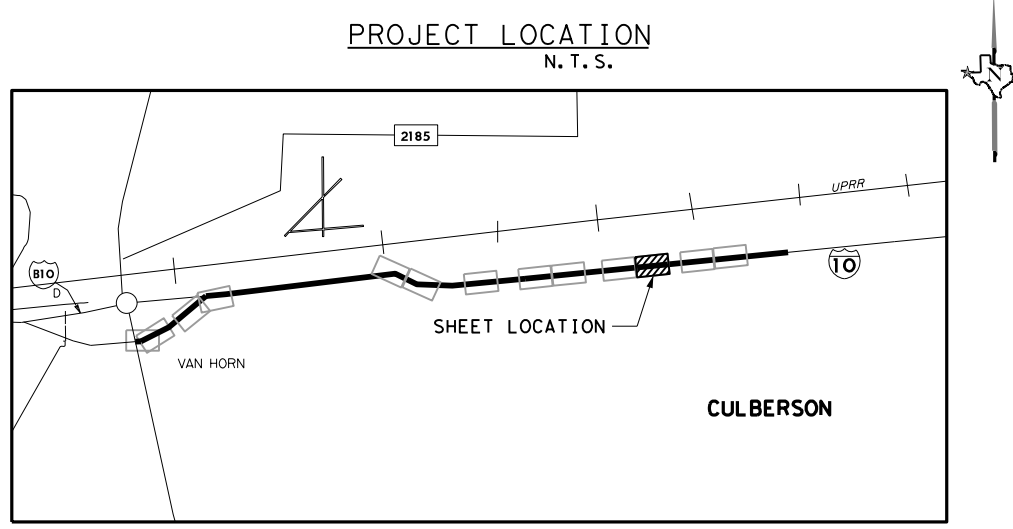 PROJECT LOCATION
N.T.S.
N
2185
UPRR
B10
D
10
SHEET LOCATION
VAN HORN
CULBERSON